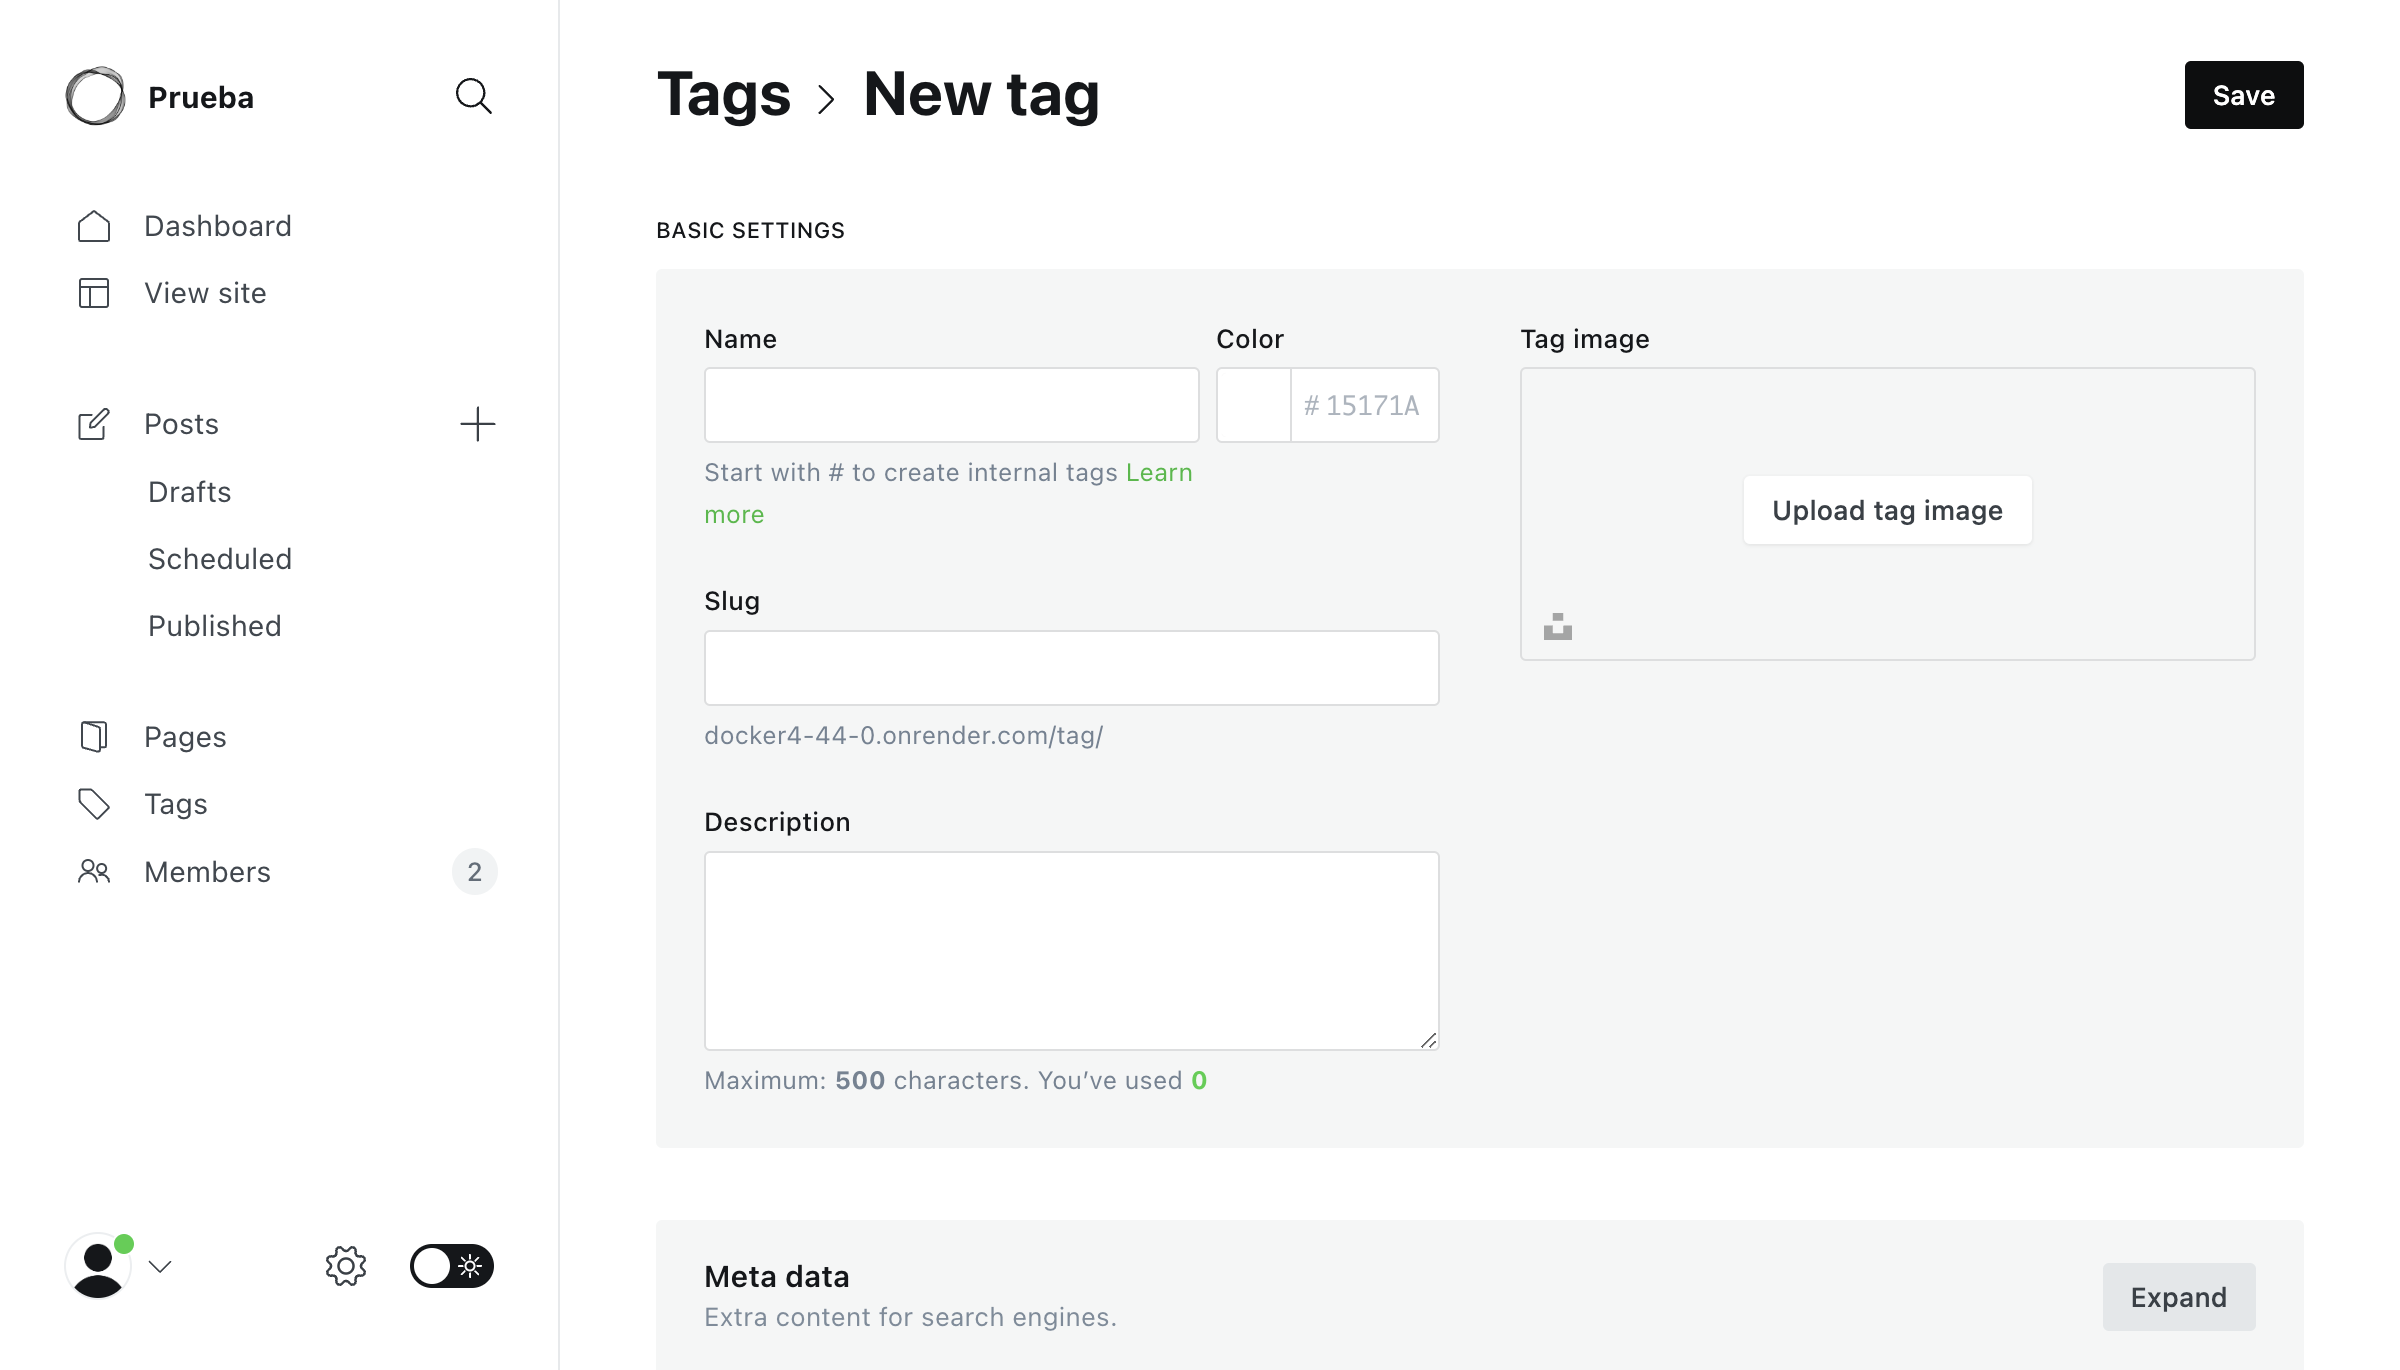 Prueba
Dashboard
View site
Posts
Drafts
Scheduled
Published
Pages
Tags
Members 2
Tags > New tag
Save
BASIC SETTINGS
Name
Color
# 15171A
Start with # to create internal tags Learn
more
Slug
docker4-44-0.onrender.com/tag/
Description
Maximum: 500 characters. You’ve used 0
Tag image
Upload tag image
Meta data
Extra content for search engines.
Expand